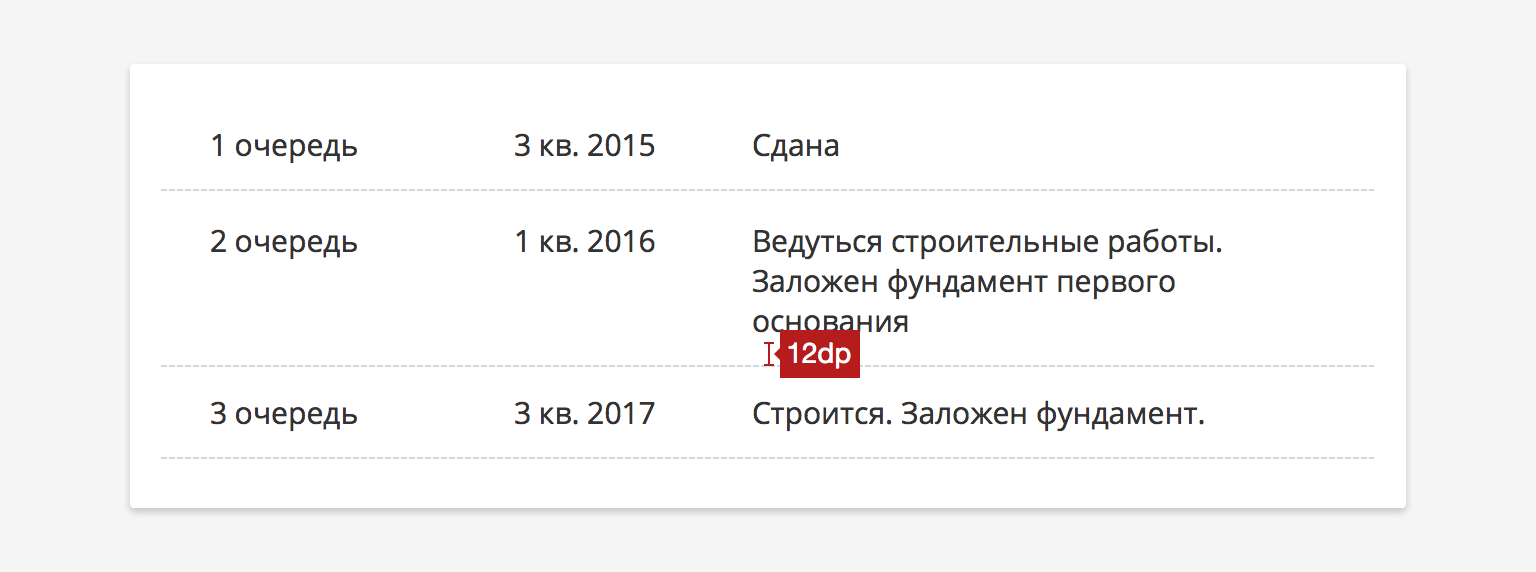 1 очередь 3 кв. 2015 Сдана
2 очередь 1 кв. 2016 Ведуться строительные работы.
Заложен фундамент первого
основания
12dp
3 очередь 3 кв. 2017 Строится. Заложен фундамент.